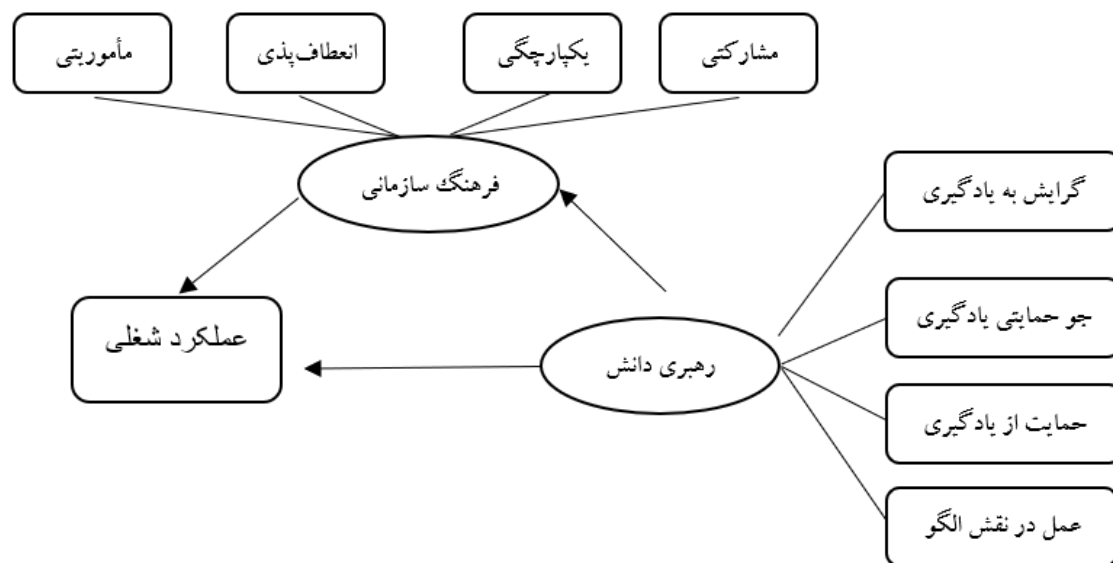 مشارکتی
یکپارچگی
انعطاف‌پذی
مأموریتی
فرهنگ سازمانی
گرایش به یادگیری
جو حمایتی یادگیری
عملکرد شغلی
رهبری دانش
حمایت از یادگیری
عمل در نقش الگو